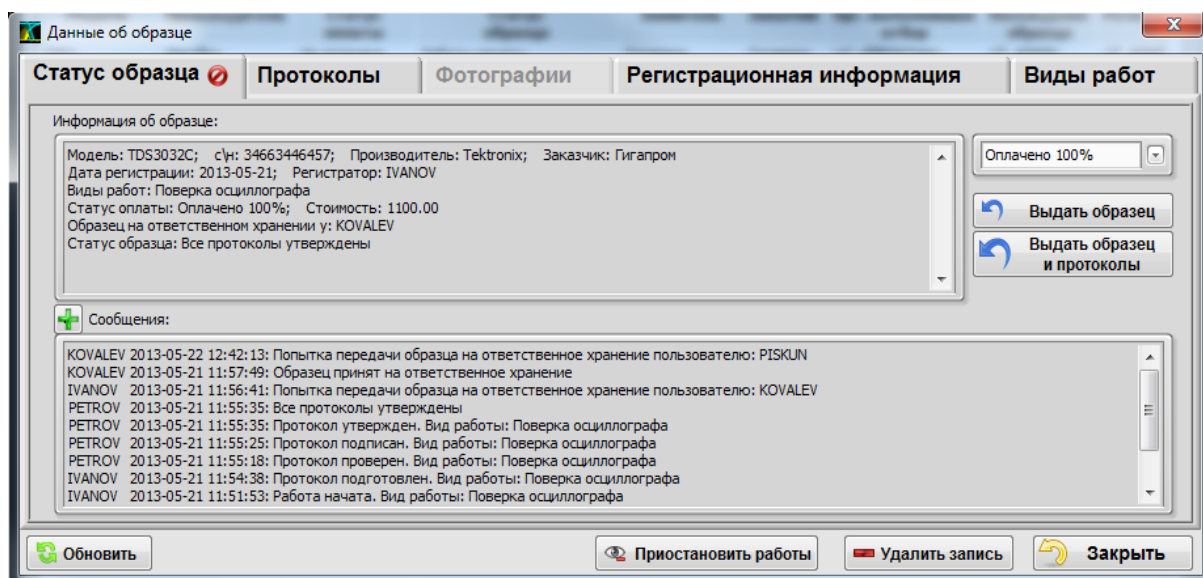 Данные об образце
Статус образца
Протоколы
Фотографии
Регистрационная информация
Виды работ
Информация об образце:
Модель: TDS3032C; с\н: 34663446457; Производитель: Tektronix; Заказчик: Гигапром
Дата регистрации: 2013-05-21; Регистратор: IVANOV
Виды работ: Поверка осциллографа
Статус оплаты: Оплачено 100%; Стоимость: 1100.00
Образец на ответственном хранении у: KOVALEV
Статус образца: Все протоколы утверждены
Оплачено 100%
Выдать образец
Выдать образец
и протоколы
Сообщения:
KOVALEV 2013-05-22 12:42:13: Попытка передачи образца на ответственное хранение пользователю: PISKUN
KOVALEV 2013-05-21 11:57:49: Образец принят на ответственное хранение
IVANOV 2013-05-21 11:56:41: Попытка передачи образца на ответственное хранение пользователю: KOVALEV
PETROV 2013-05-21 11:55:35: Все протоколы утверждены
PETROV 2013-05-21 11:55:35: Протокол утвержден. Вид работы: Поверка осциллографа
PETROV 2013-05-21 11:55:25: Протокол подписан. Вид работы: Поверка осциллографа
PETROV 2013-05-21 11:55:18: Протокол проверен. Вид работы: Поверка осциллографа
IVANOV 2013-05-21 11:54:38: Протокол подготовлен. Вид работы: Поверка осциллографа
IVANOV 2013-05-21 11:51:53: Работа начата. Вид работы: Поверка осциллографа
Обновить
Приостановить работы
Удалить запись
Закрыть